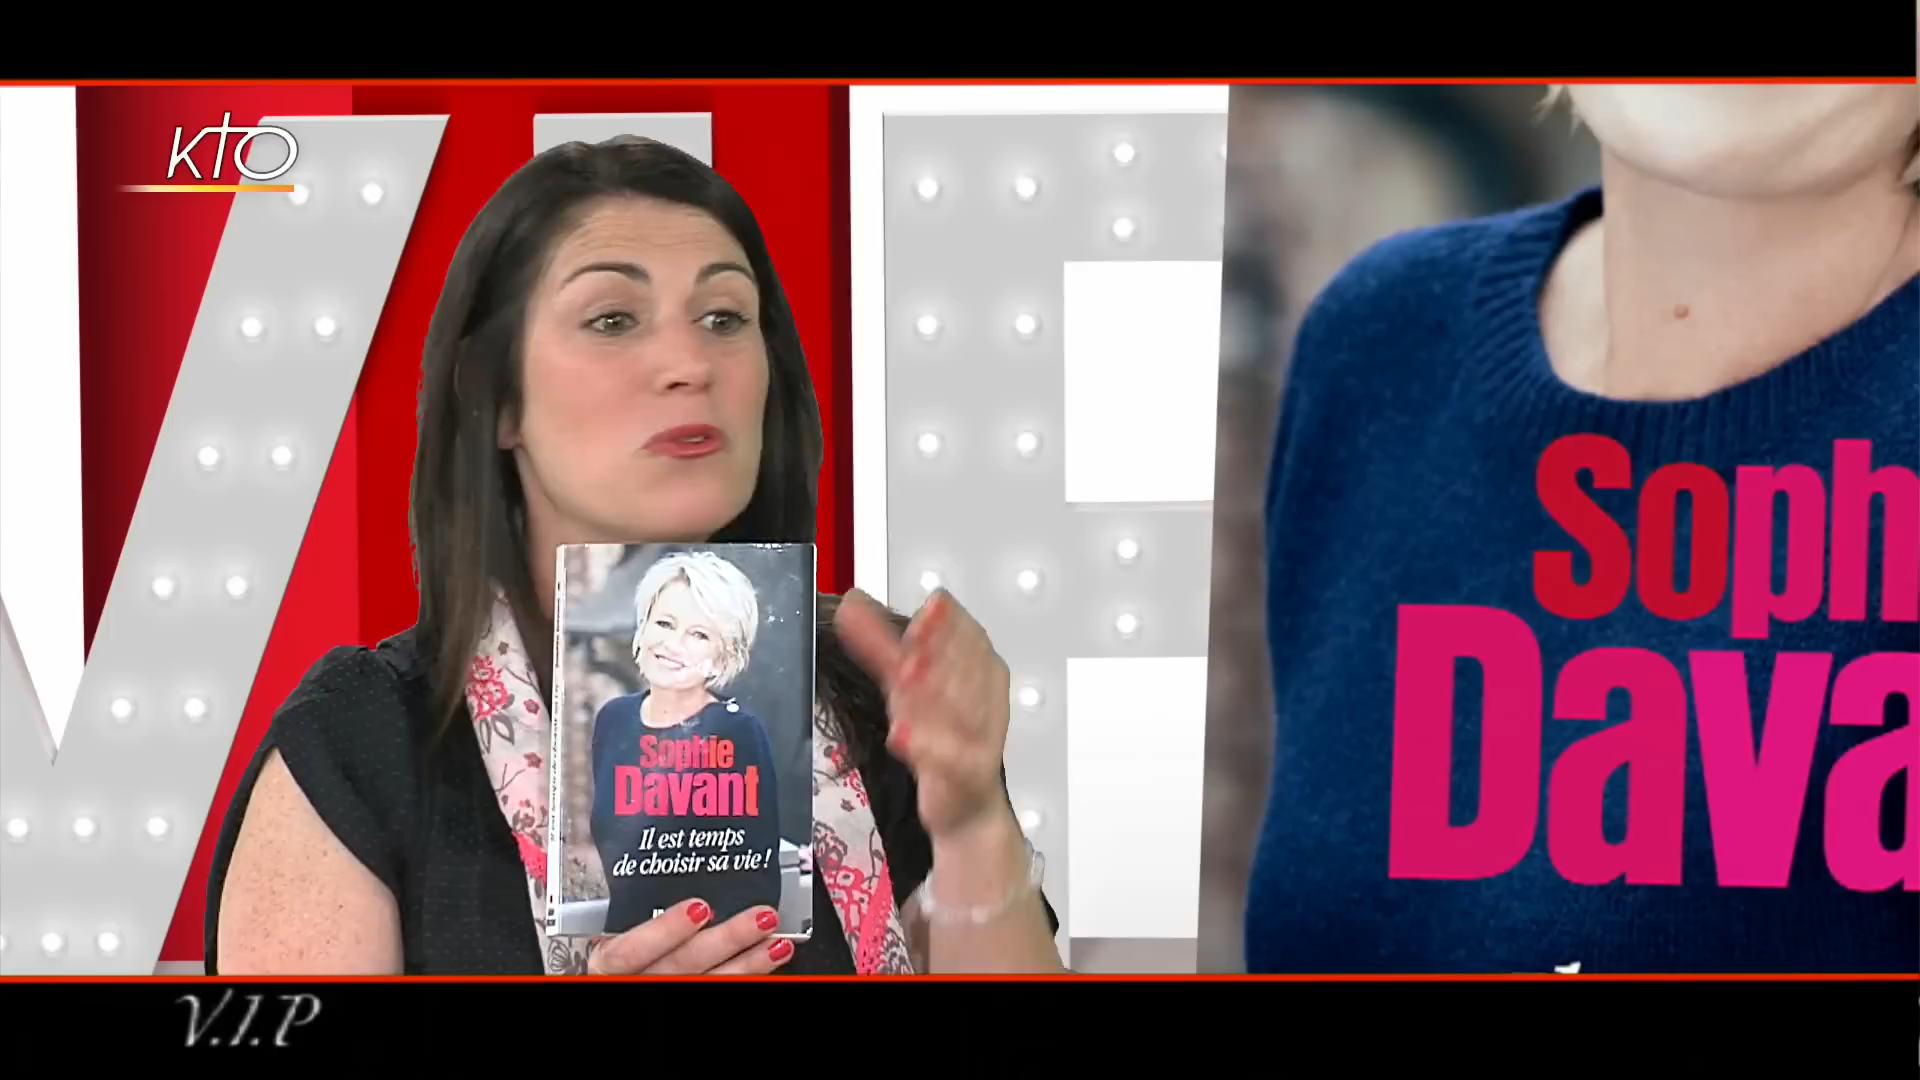 KTO
Sophie
Davant
Il est temps
de choisir sa vie !
Soph
Dava
V.I.P